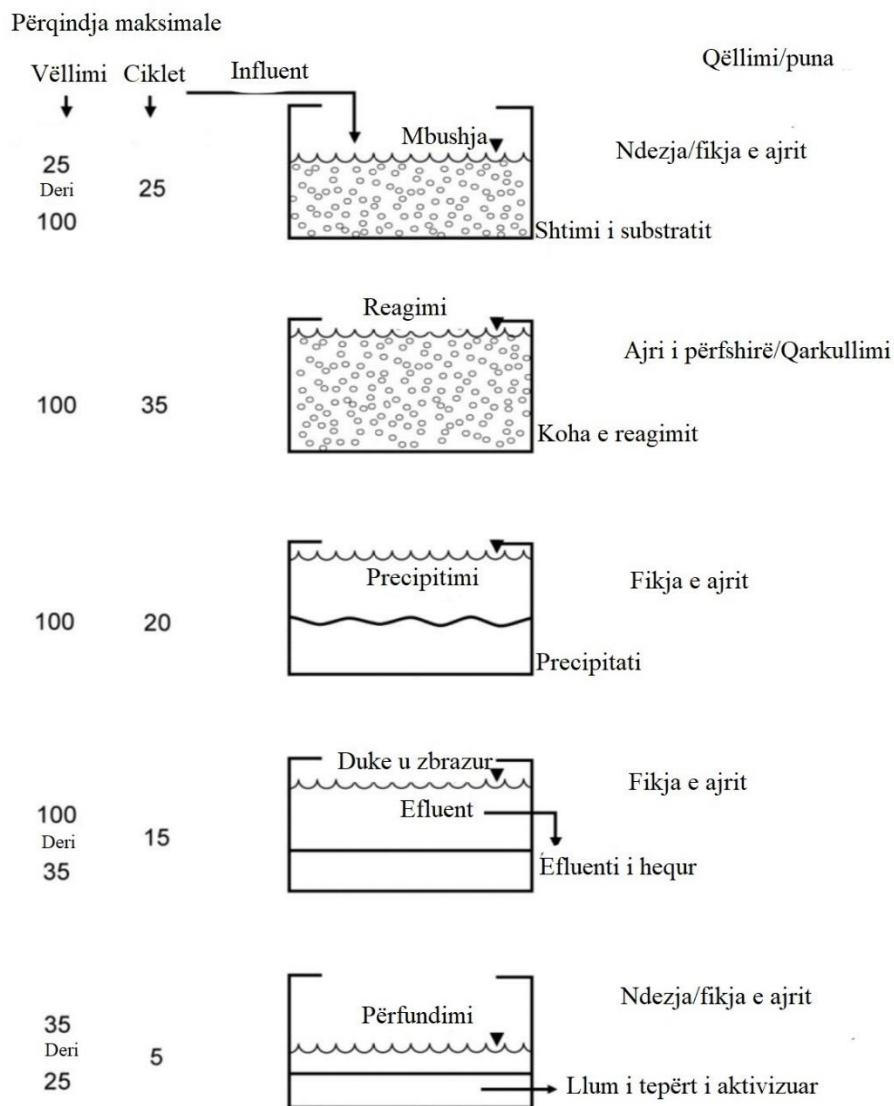 Përqindja maksimale
Vëllimi Ciklet Influent Qëllimi/puna
Mbushja
Ndezja/fikja e ajrit
25
Deri
100
25
Shtimi i substratit
Reagimi
Ajri i përfshirë/Qarkullimi
100 35
Koha e reagimit
Precipitimi
Fikja e ajrit
100 20
Precipitati
Duke u zbrazur
Fikja e ajrit
Efluent
100
Deri
35
15
Efluenti i hequr
Ndezja/fikja e ajrit
Përfundimi
35
Deri
25
5
Llum i tepërt i aktivizuar